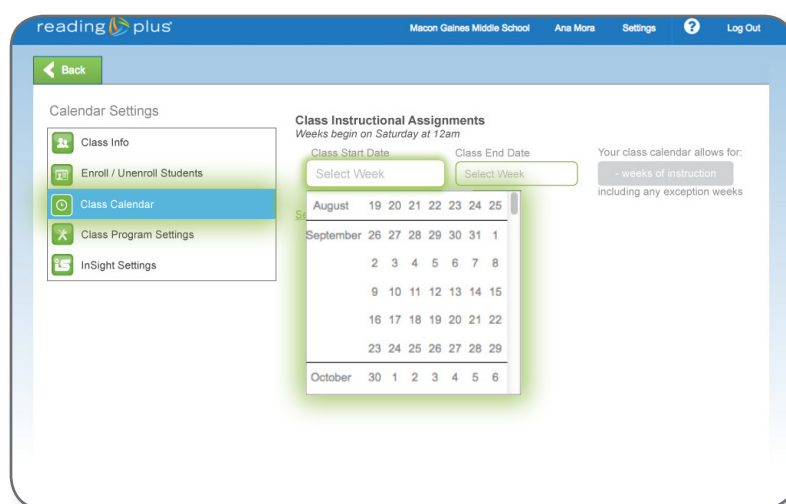 reading plus
Macon Gaines Middle School Ana Mora Settings ? Log Out
Back
Calendar Settings
Class Info
Enroll / Unenroll Students
Class Calendar
Class Program Settings
InSight Settings
Class Instructional Assignments
Weeks begin on Saturday at 12am
Class Start Date Class End Date
Select Week Select Week
Your class calendar allows for:
- weeks of instruction
including any exception weeks
Se
August 19 20 21 22 23 24 25
September 26 27 28 29 30 31 1
2 3 4 5 6 7 8
9 10 11 12 13 14 15
16 17 18 19 20 21 22
23 24 25 26 27 28 29
October 30 1 2 3 4 5 6